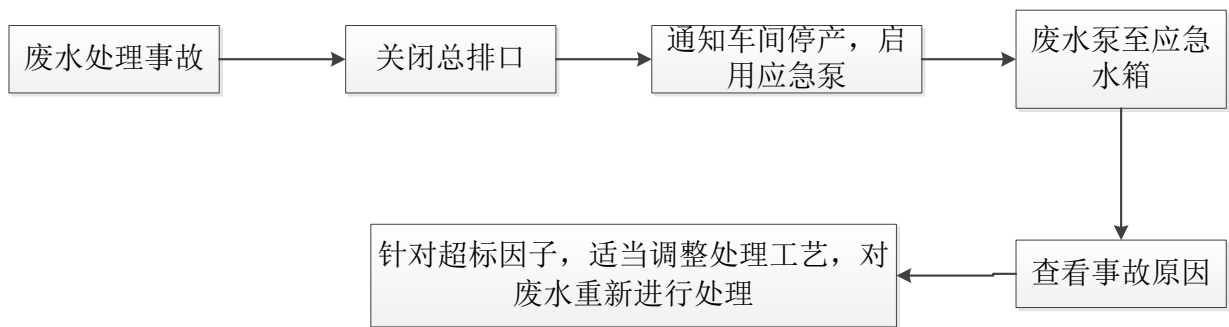 废水处理事故
关闭总排口
通知车间停产，启
用应急泵
废水泵至应急
水箱
查看事故原因
针对超标因子，适当调整处理工艺，对
废水重新进行处理